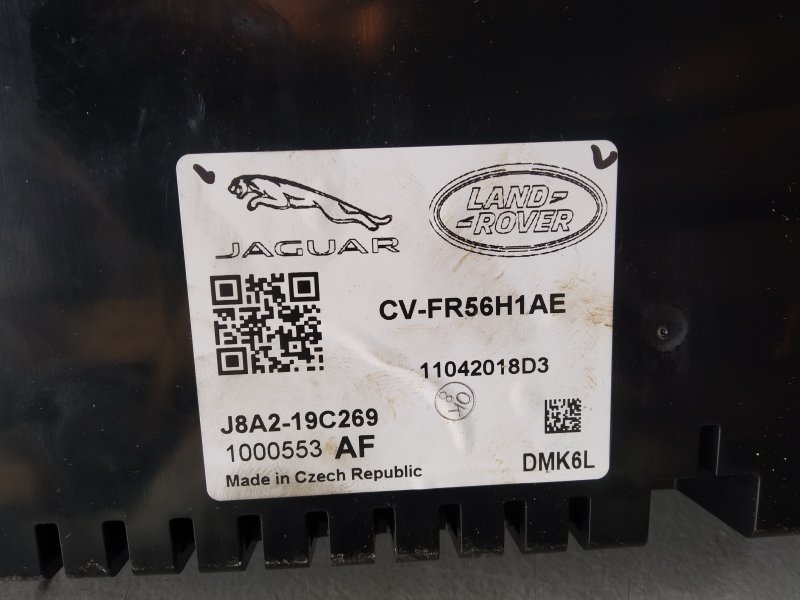 JAGUAR
LAND-
-ROVER
CV-FR56H1AE
11042018D3
J8A2-19C269
1000553 AF
Made in Czech Republic
DMK6L